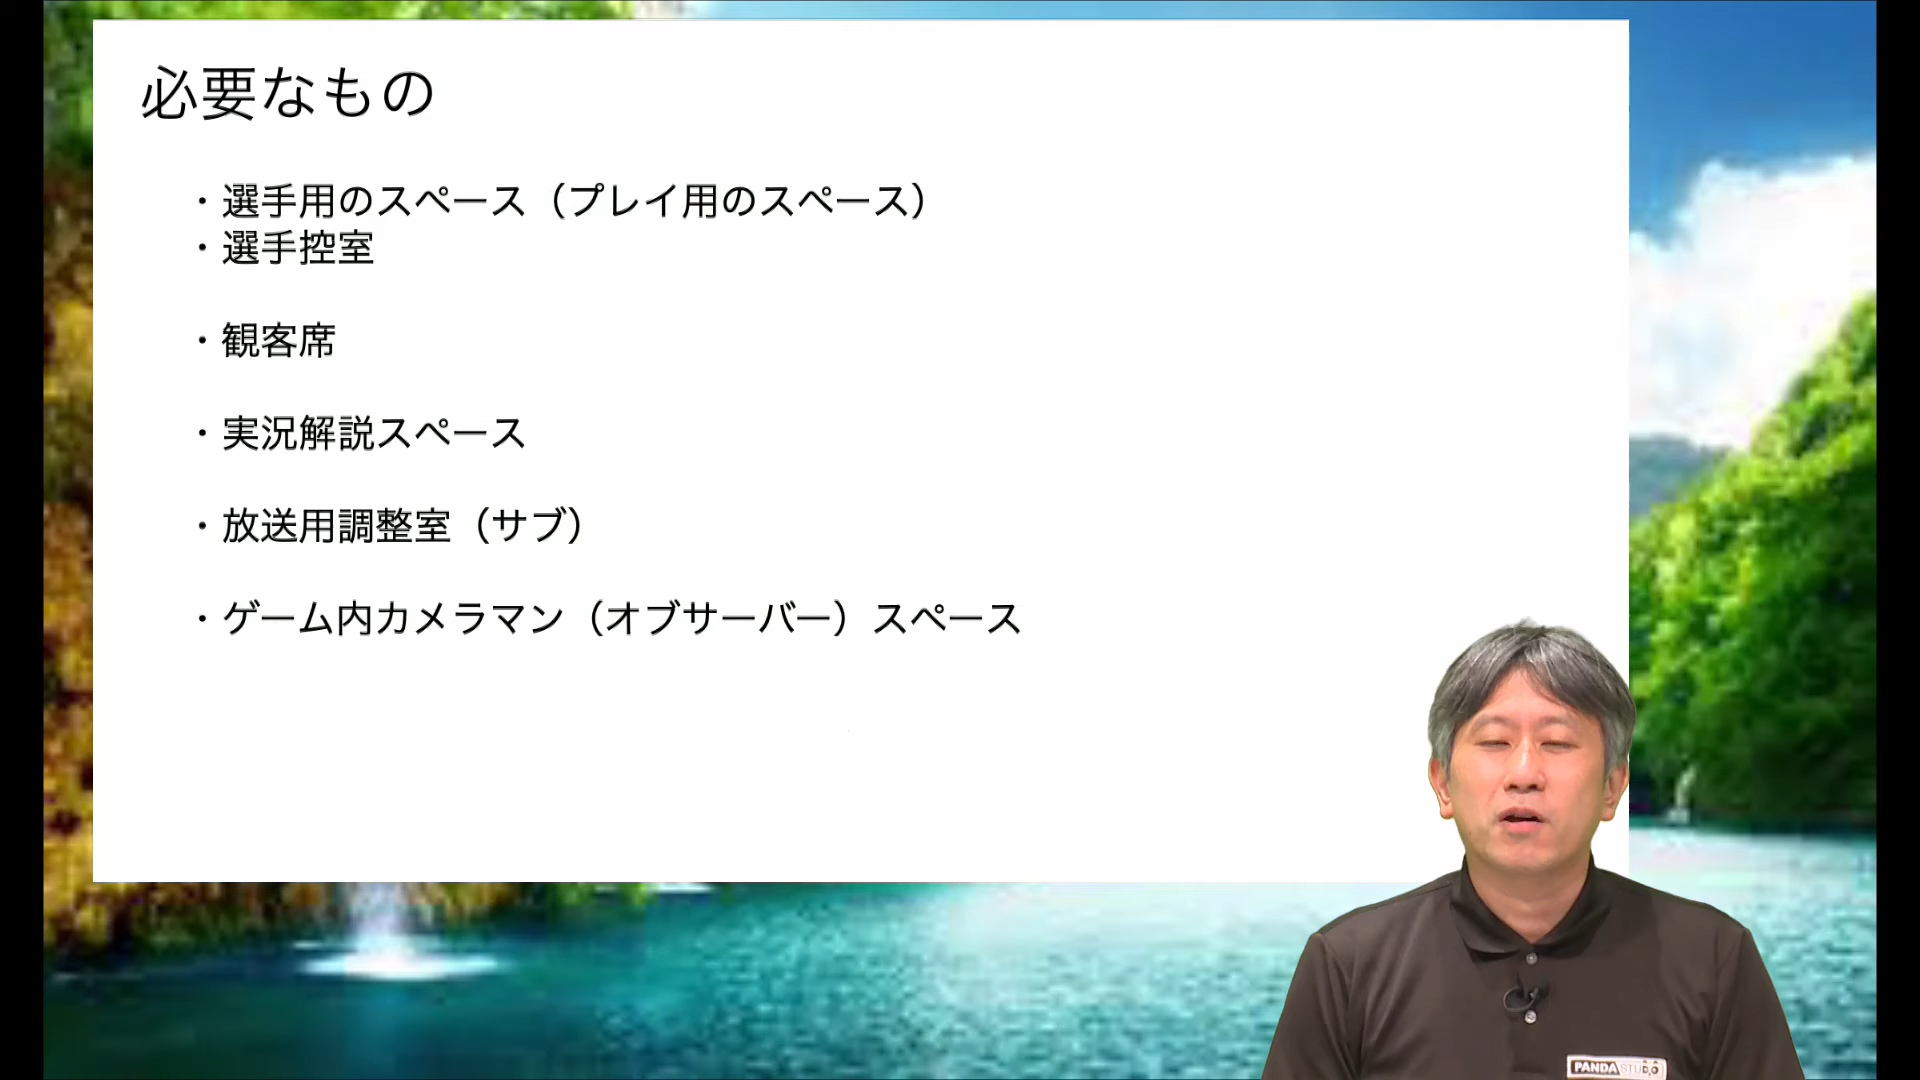 必要なもの
・選手用のスペース（プレイ用のスペース）
・選手控室
・観客席
・実況解説スペース
・放送用調整室（サブ）
・ゲーム内カメラマン（オブサーバー）スペース
PANDASTUDIO